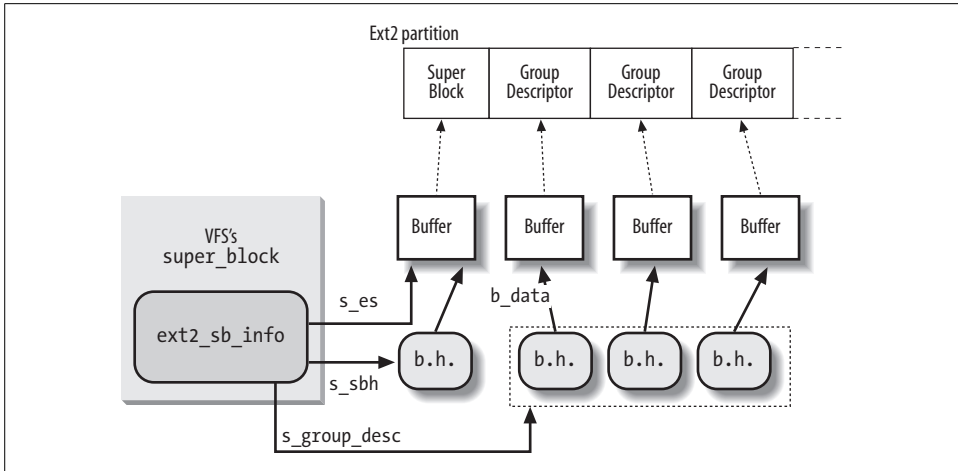 Ext2 partition
Super
Block
Group
Descriptor
Group
Descriptor
Group
Descriptor
Buffer
Buffer
Buffer
Buffer
VFS's
super_block
ext2_sb_info
s_es
b_data
s_sbh
b.h.
b.h.
b.h.
b.h.
s_group_desc